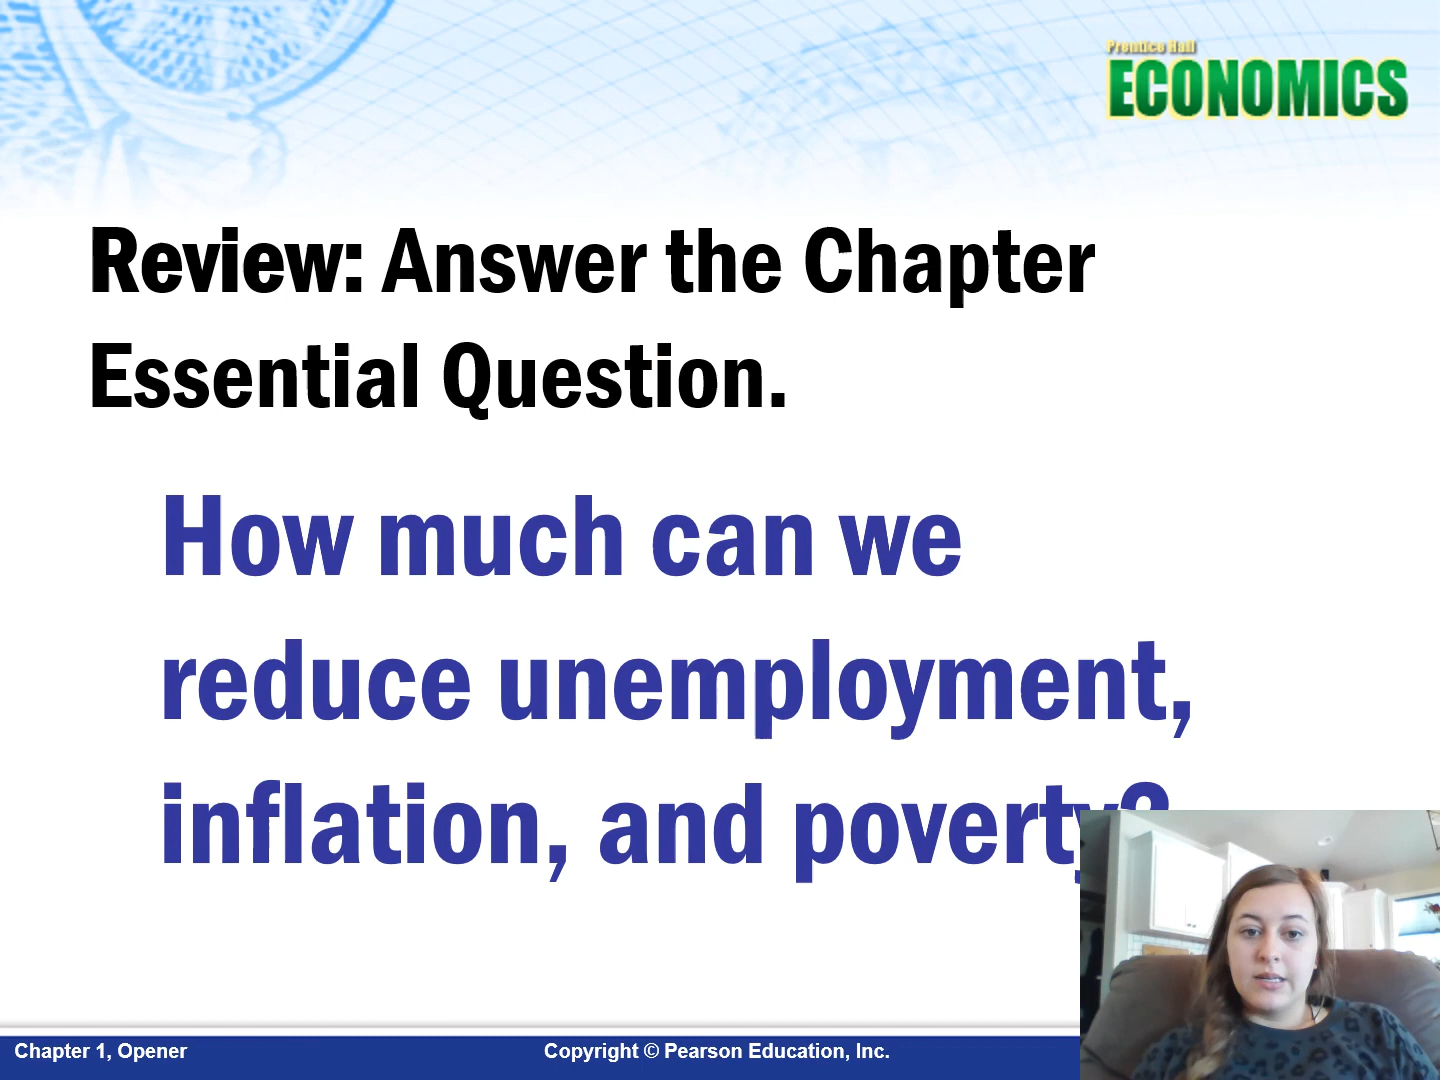 Prentice Hall
ECONOMICS
Review: Answer the Chapter
Essential Question.
How much can we
reduce unemployment,
inflation, and poverty?
Chapter 1, Opener
Copyright © Pearson Education, Inc.